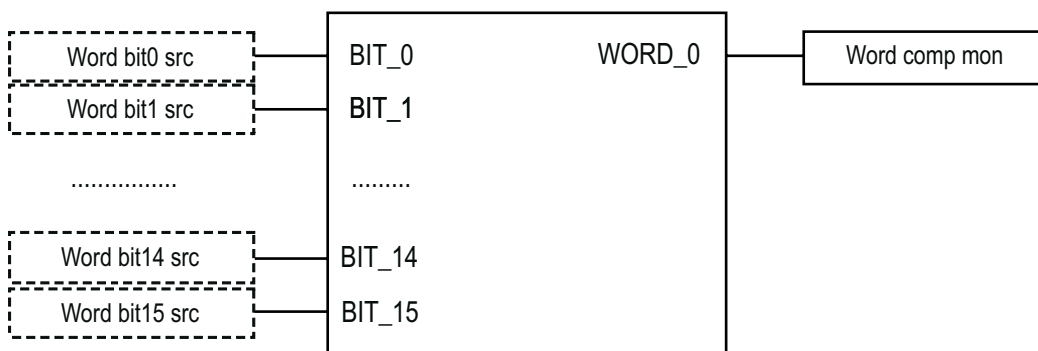 Word bit0 src BIT_0 WORD_0 Word comp mon
Word bit1 src BIT_1
................ .........
Word bit14 src BIT_14
Word bit15 src BIT_15